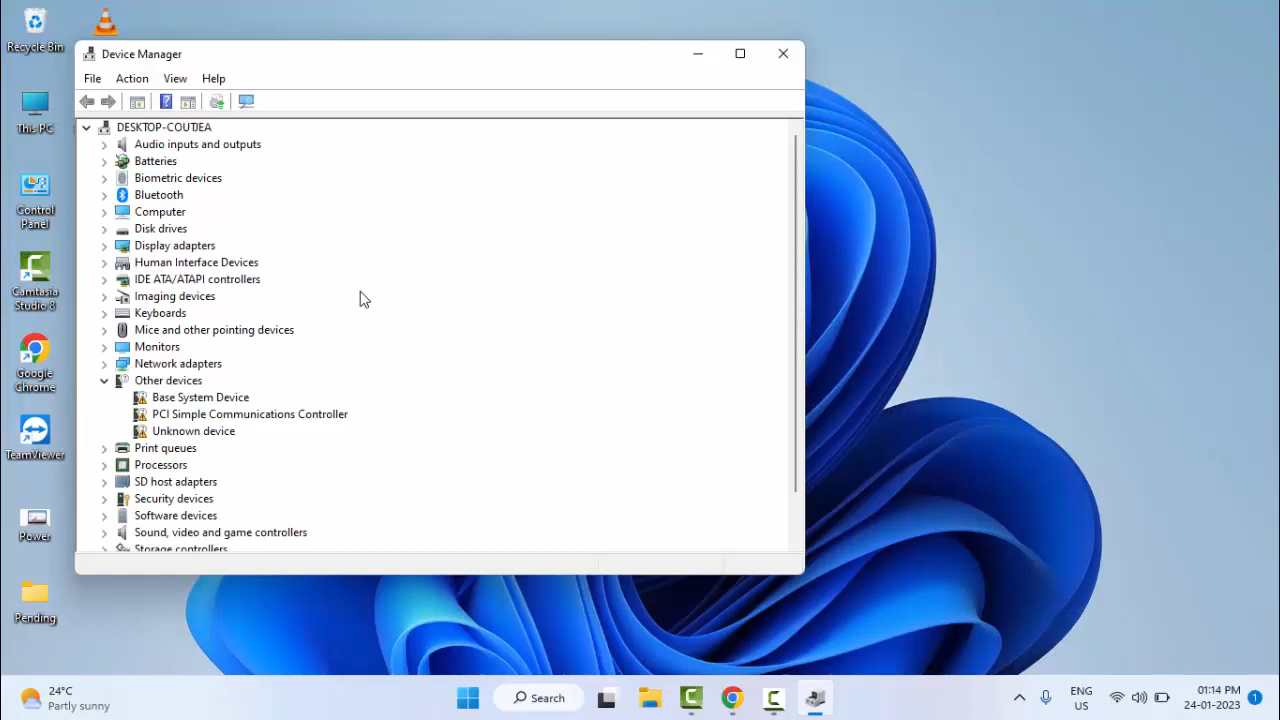 Recycle Bin
This PC
Control
Panel
Camtasia
Studio 8
Google
Chrome
TeamViewer
Power
Pending
Device Manager
File Action View Help
DESKTOP-COUTJEA
Audio inputs and outputs
Batteries
Biometric devices
Bluetooth
Computer
Disk drives
Display adapters
Human Interface Devices
IDE ATA/ATAPI controllers
Imaging devices
Keyboards
Mice and other pointing devices
Monitors
Network adapters
Other devices
Base System Device
PCI Simple Communications Controller
Unknown device
Print queues
Processors
SD host adapters
Security devices
Software devices
Sound, video and game controllers
Storage controllers
24°C
Partly sunny
Search
ENG
US
01:14 PM
24-01-2023
1